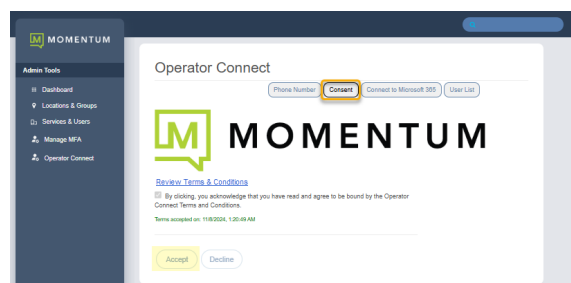 MOMENTUM
Admin Tools
Dashboard
Locations & Groups
Services & Users
Manage MFA
Operator Connect
Operator Connect
Phone Number Consent Connect to Microsoft 365 User List
M MOMENTUM
Review Terms & Conditions
By clicking, you acknowledge that you have read and agree to be bound by the Operator
Connect Terms and Conditions.
Terms accepted on: 11/8/2024, 1:20:49 AM
Accept Decline